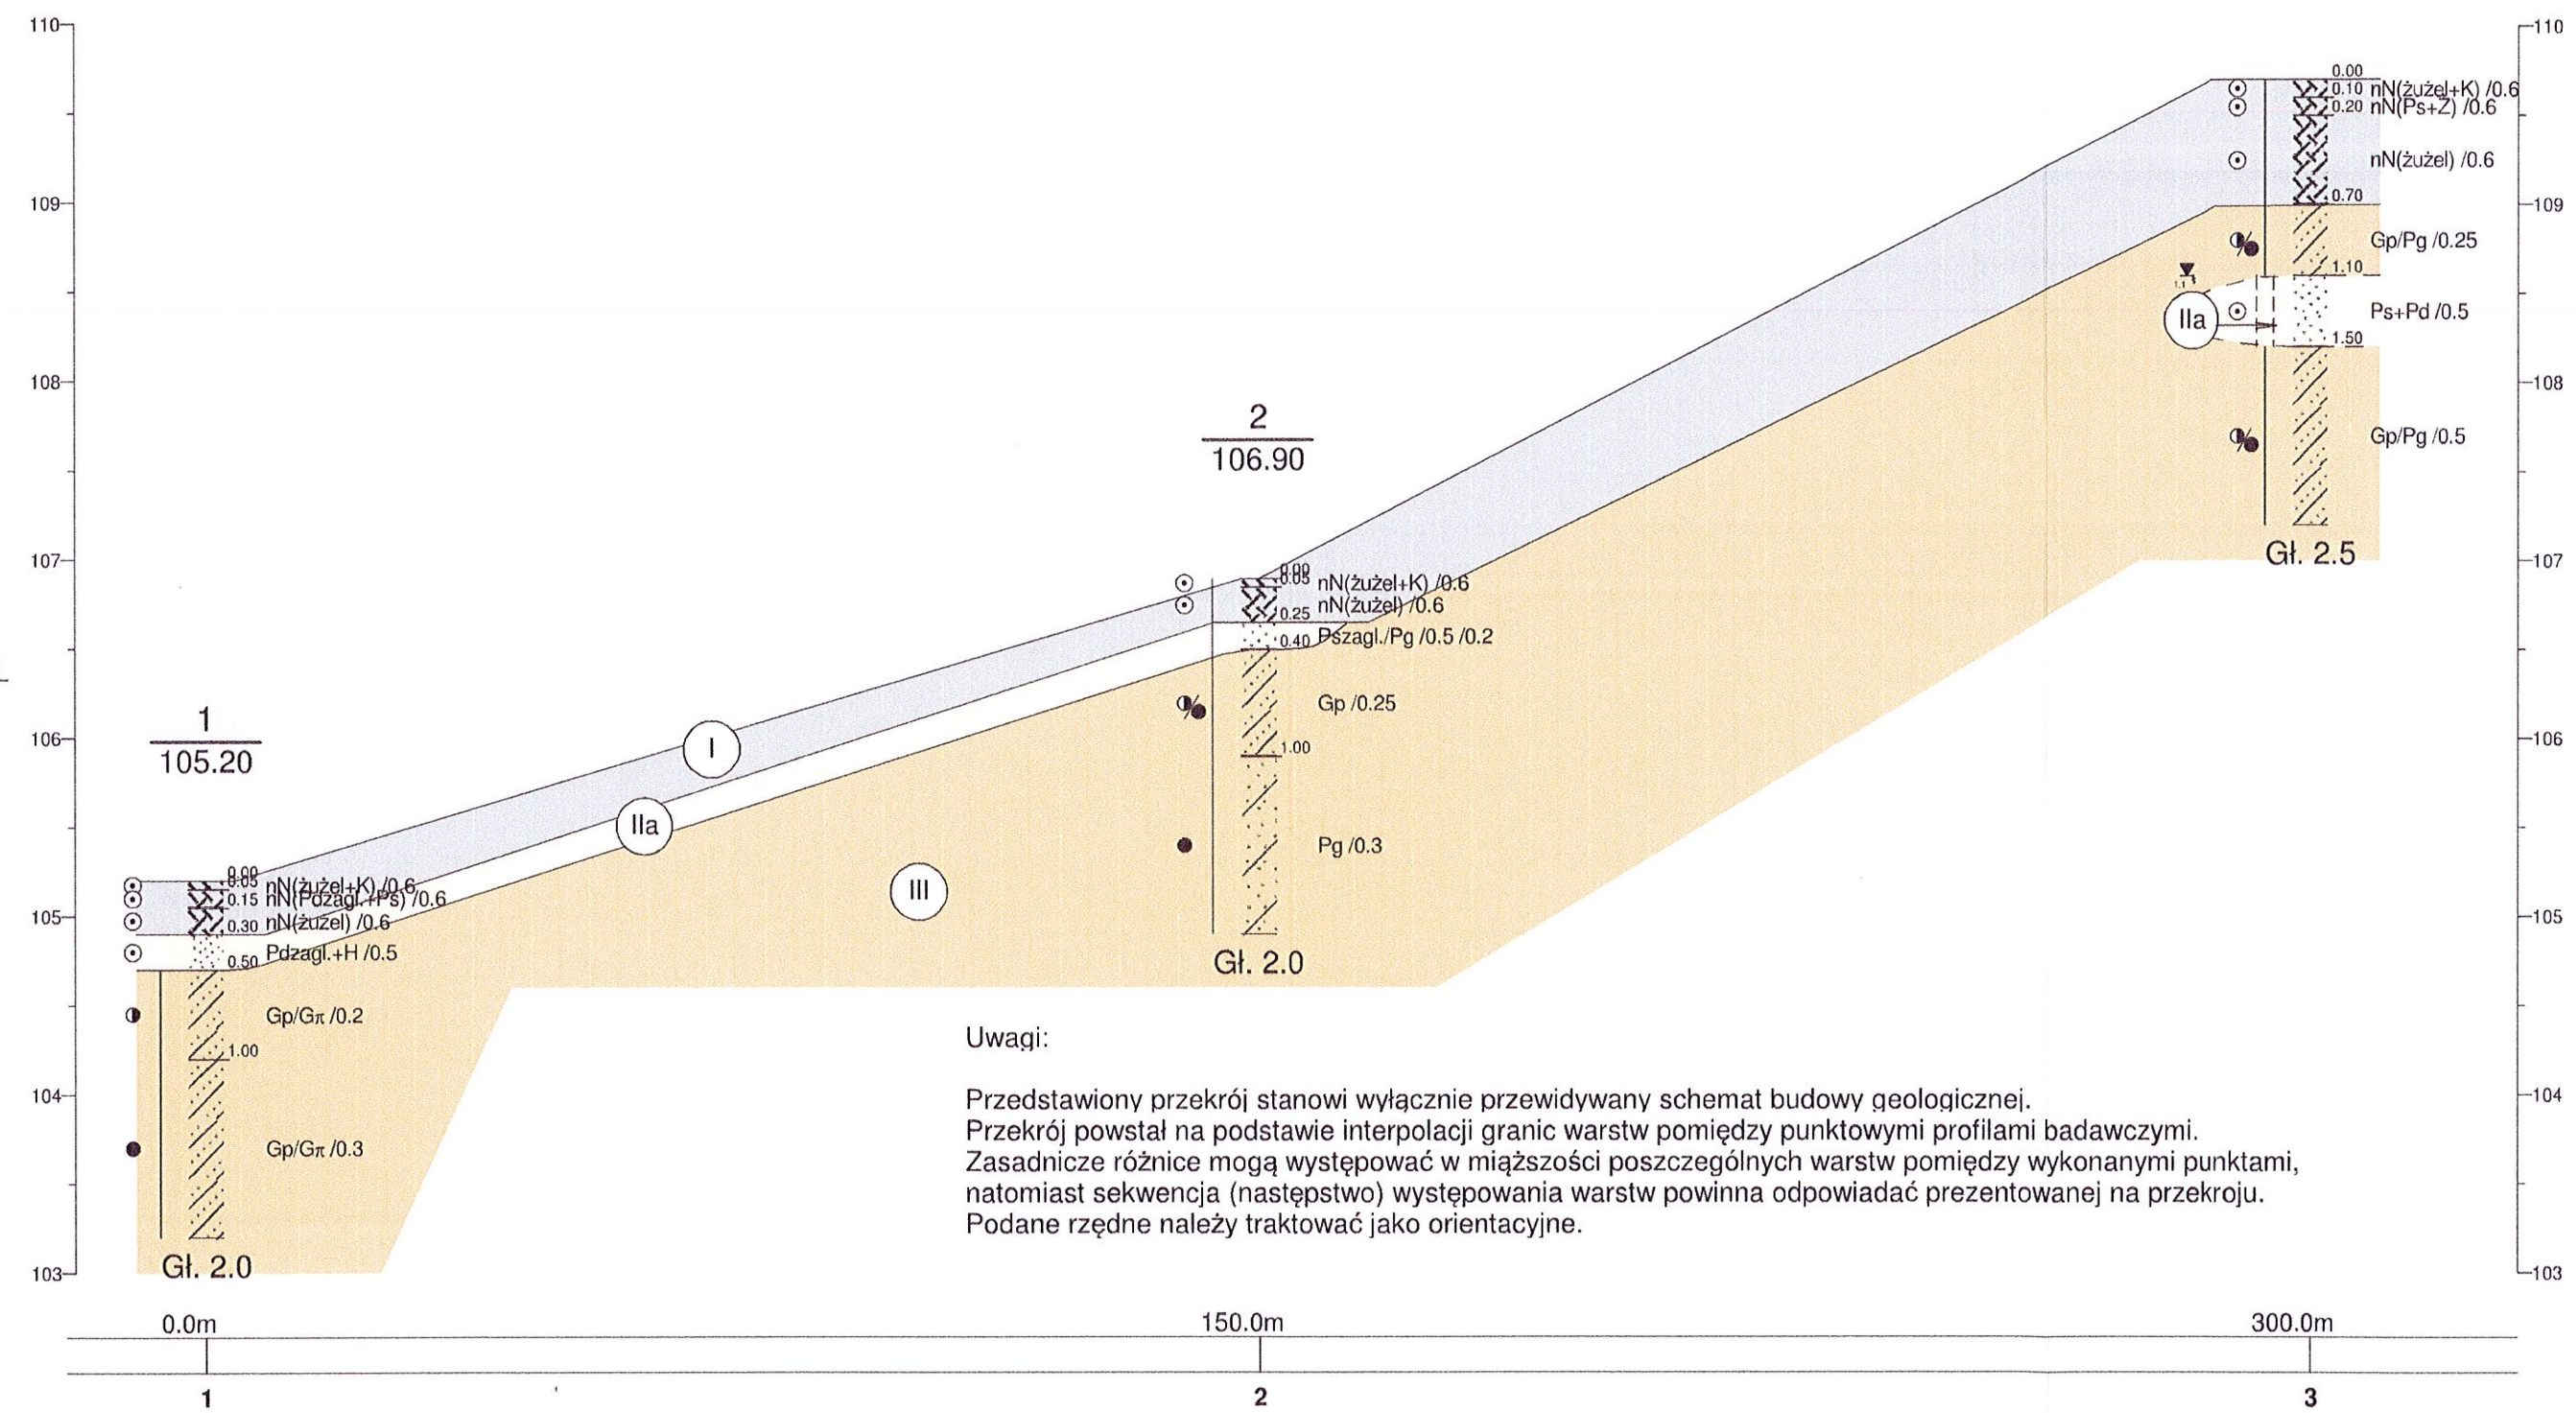 110
109
108
107
106
105
104
103
110
109
108
107
106
105
104
103
1
105.20
0.00
0.05
0.15
0.30
0.50
1.00
nN(żużel+K) /0.6
nN(Pdzagl.+Ps) /0.6
nN(żużel) /0.6
Pdzagl.+H /0.5
Gp/Gπ /0.2
Gp/Gπ /0.3
Gł. 2.0
I
IIa
III
2
106.90
0.00
0.05
0.25
0.40
1.00
nN(żużel+K) /0.6
nN(żużel) /0.6
Pszagl./Pg /0.5 /0.2
Gp /0.25
Pg /0.3
Gł. 2.0
0.00
0.10 nN(żużel+K) /0.6
0.20 nN(Ps+Ż) /0.6
nN(żużel) /0.6
0.70
Gp/Pg /0.25
1.10
1.1
IIa
Ps+Pd /0.5
1.50
Gp/Pg /0.5
Gł. 2.5
Uwagi:
Przedstawiony przekrój stanowi wyłącznie przewidywany schemat budowy geologicznej.
Przekrój powstał na podstawie interpolacji granic warstw pomiędzy punktowymi profilami badawczymi.
Zasadnicze różnice mogą występować w miąższości poszczególnych warstw pomiędzy wykonanymi punktami,
natomiast sekwencja (następstwo) występowania warstw powinna odpowiadać prezentowanej na przekroju.
Podane rzędne należy traktować jako orientacyjne.
0.0m
150.0m
300.0m
1
2
3